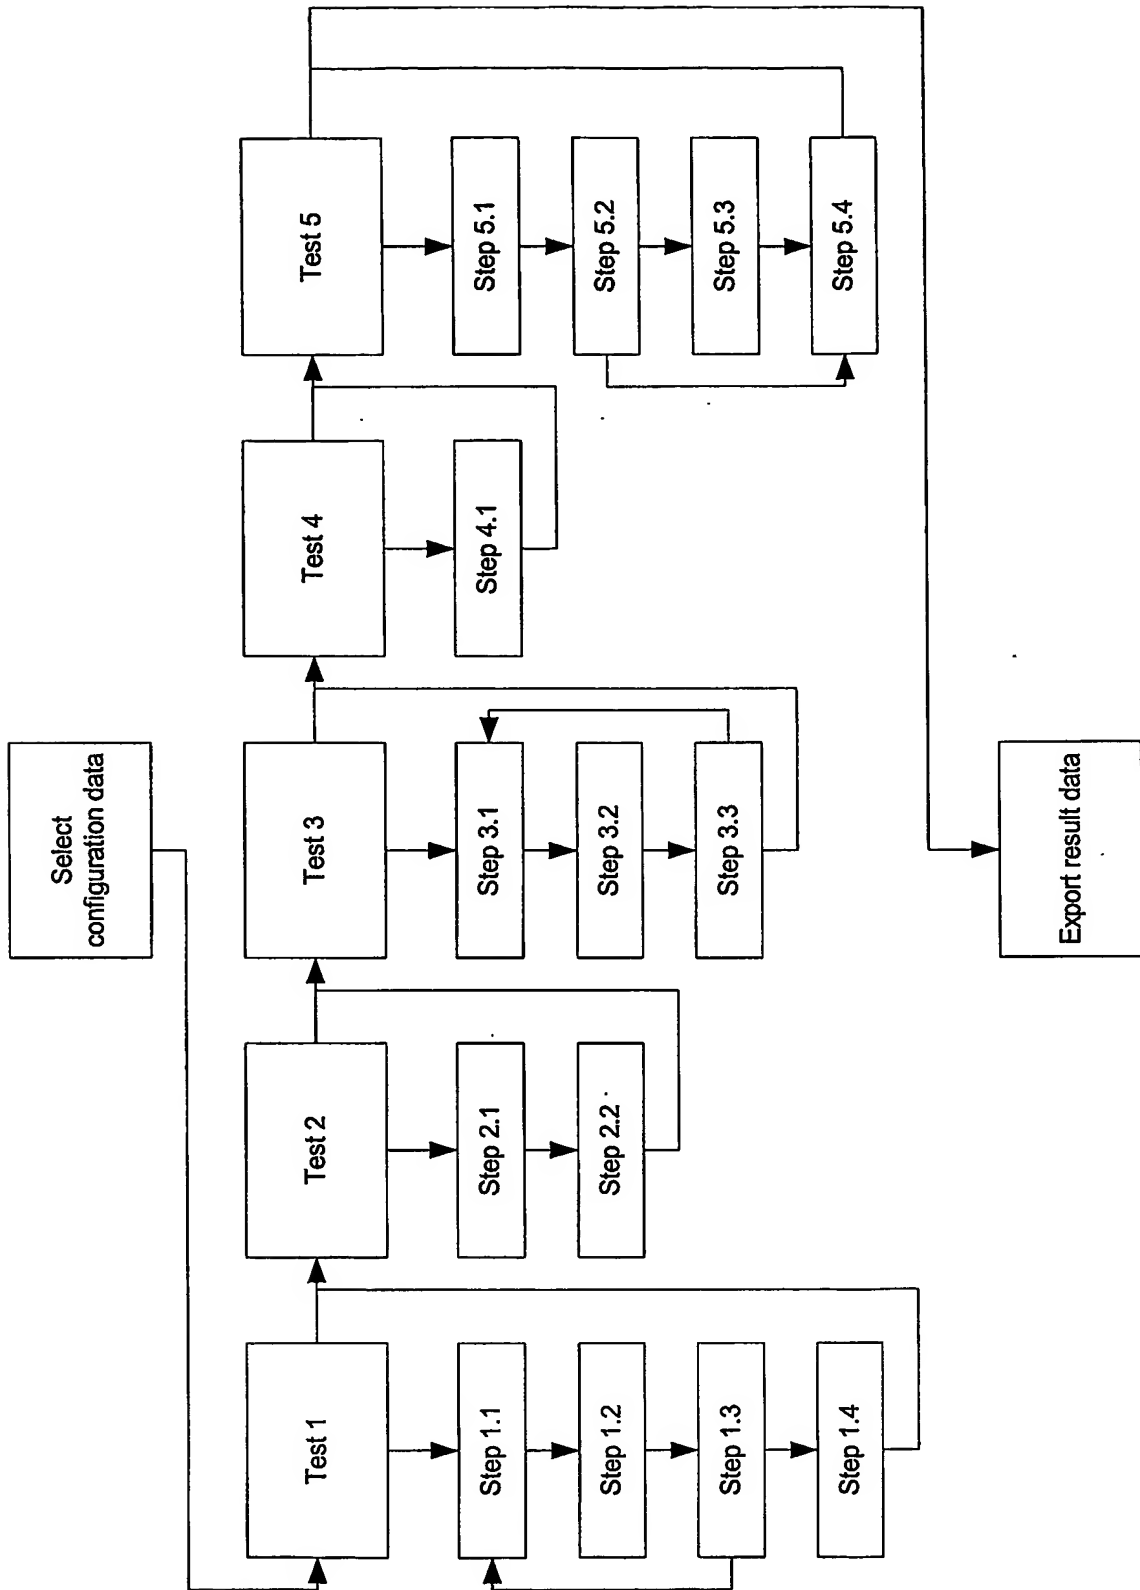 Select
configuration data
Test 1
Step 1.1
Step 1.2
Step 1.3
Step 1.4
Test 2
Step 2.1
Step 2.2
Test 3
Step 3.1
Step 3.2
Step 3.3
Test 4
Step 4.1
Test 5
Step 5.1
Step 5.2
Step 5.3
Step 5.4
Export result data